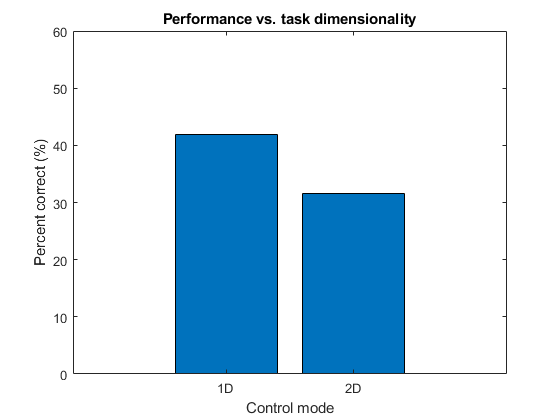 Performance vs. task dimensionality
Percent correct (%)
60
50
40
30
20
10
0
1D 2D
Control mode